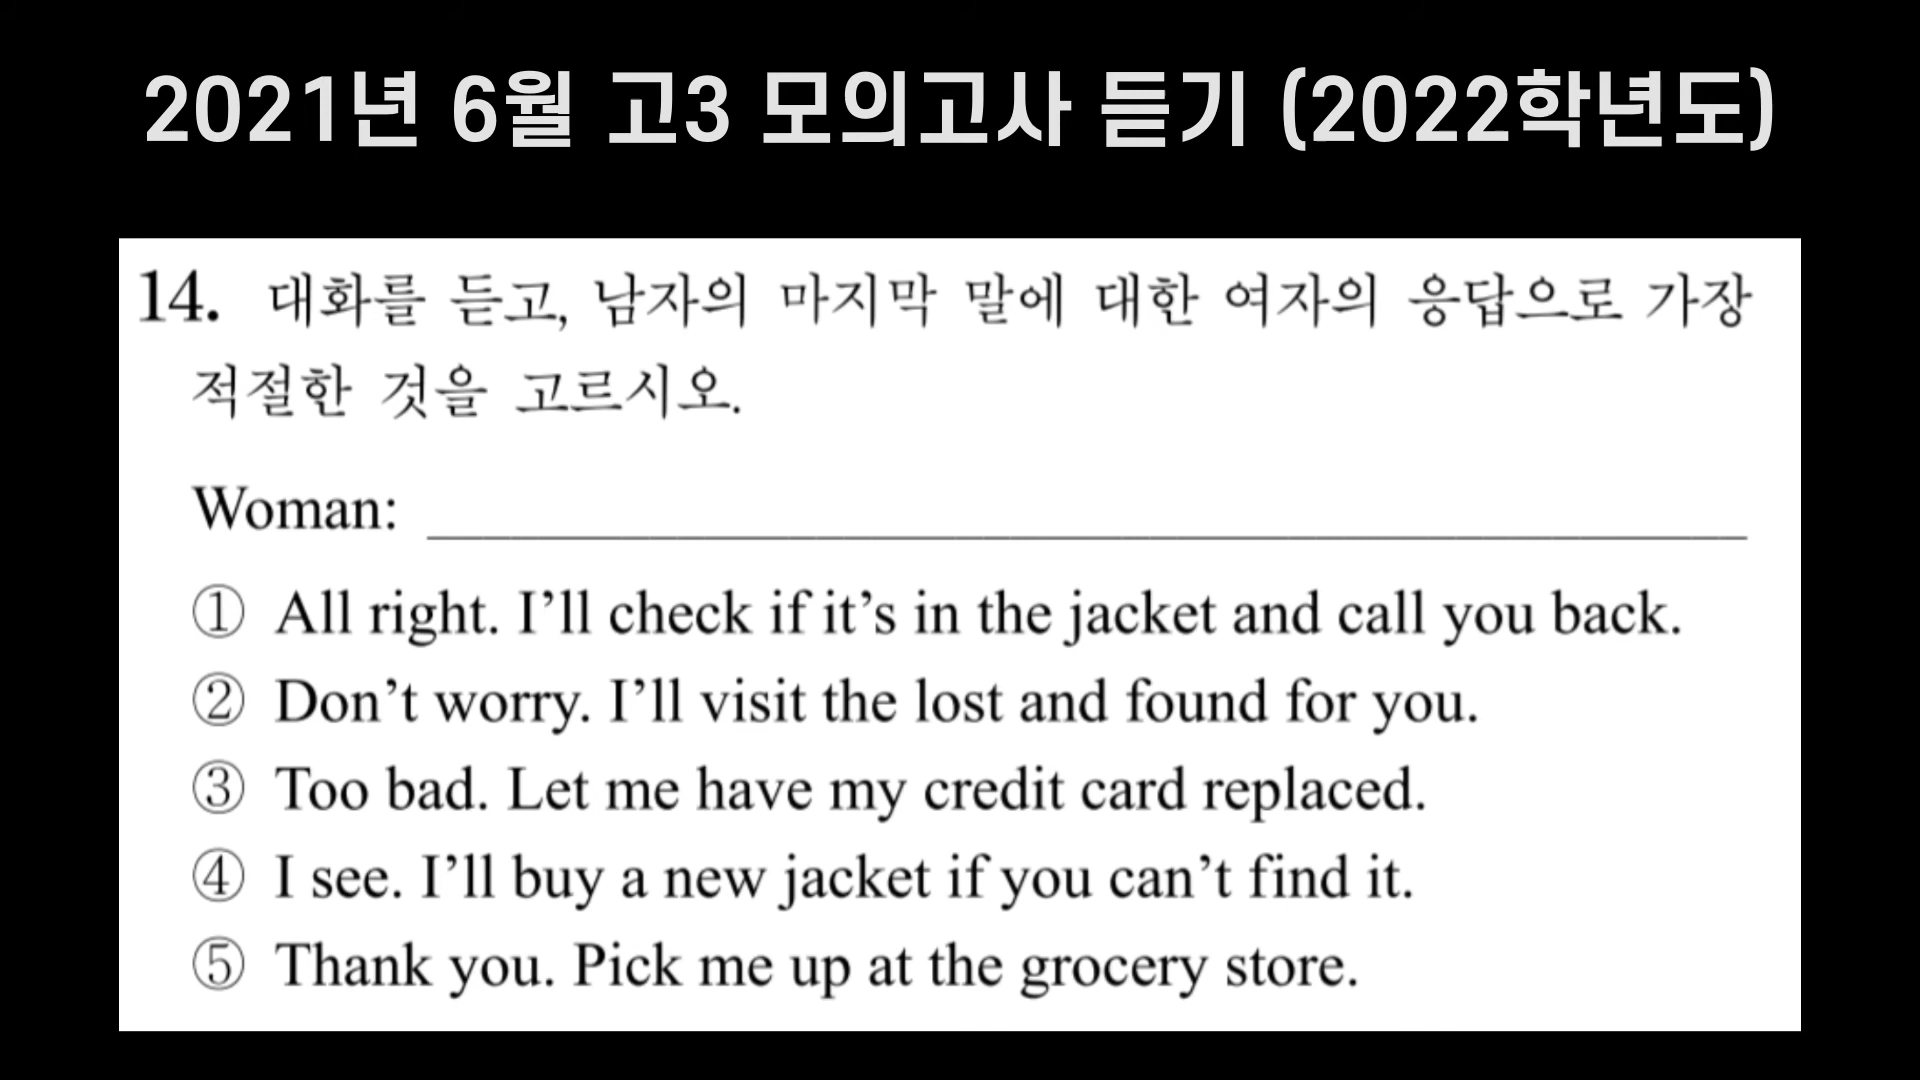 2021년 6월 고3 모의고사 듣기 (2022학년도)
14. 대화를 듣고, 남자의 마지막 말에 대한 여자의 응답으로 가장
적절한 것을 고르시오.
Woman: ________________
① All right. I’ll check if it’s in the jacket and call you back.
② Don’t worry. I’ll visit the lost and found for you.
③ Too bad. Let me have my credit card replaced.
④ I see. I’ll buy a new jacket if you can’t find it.
⑤ Thank you. Pick me up at the grocery store.